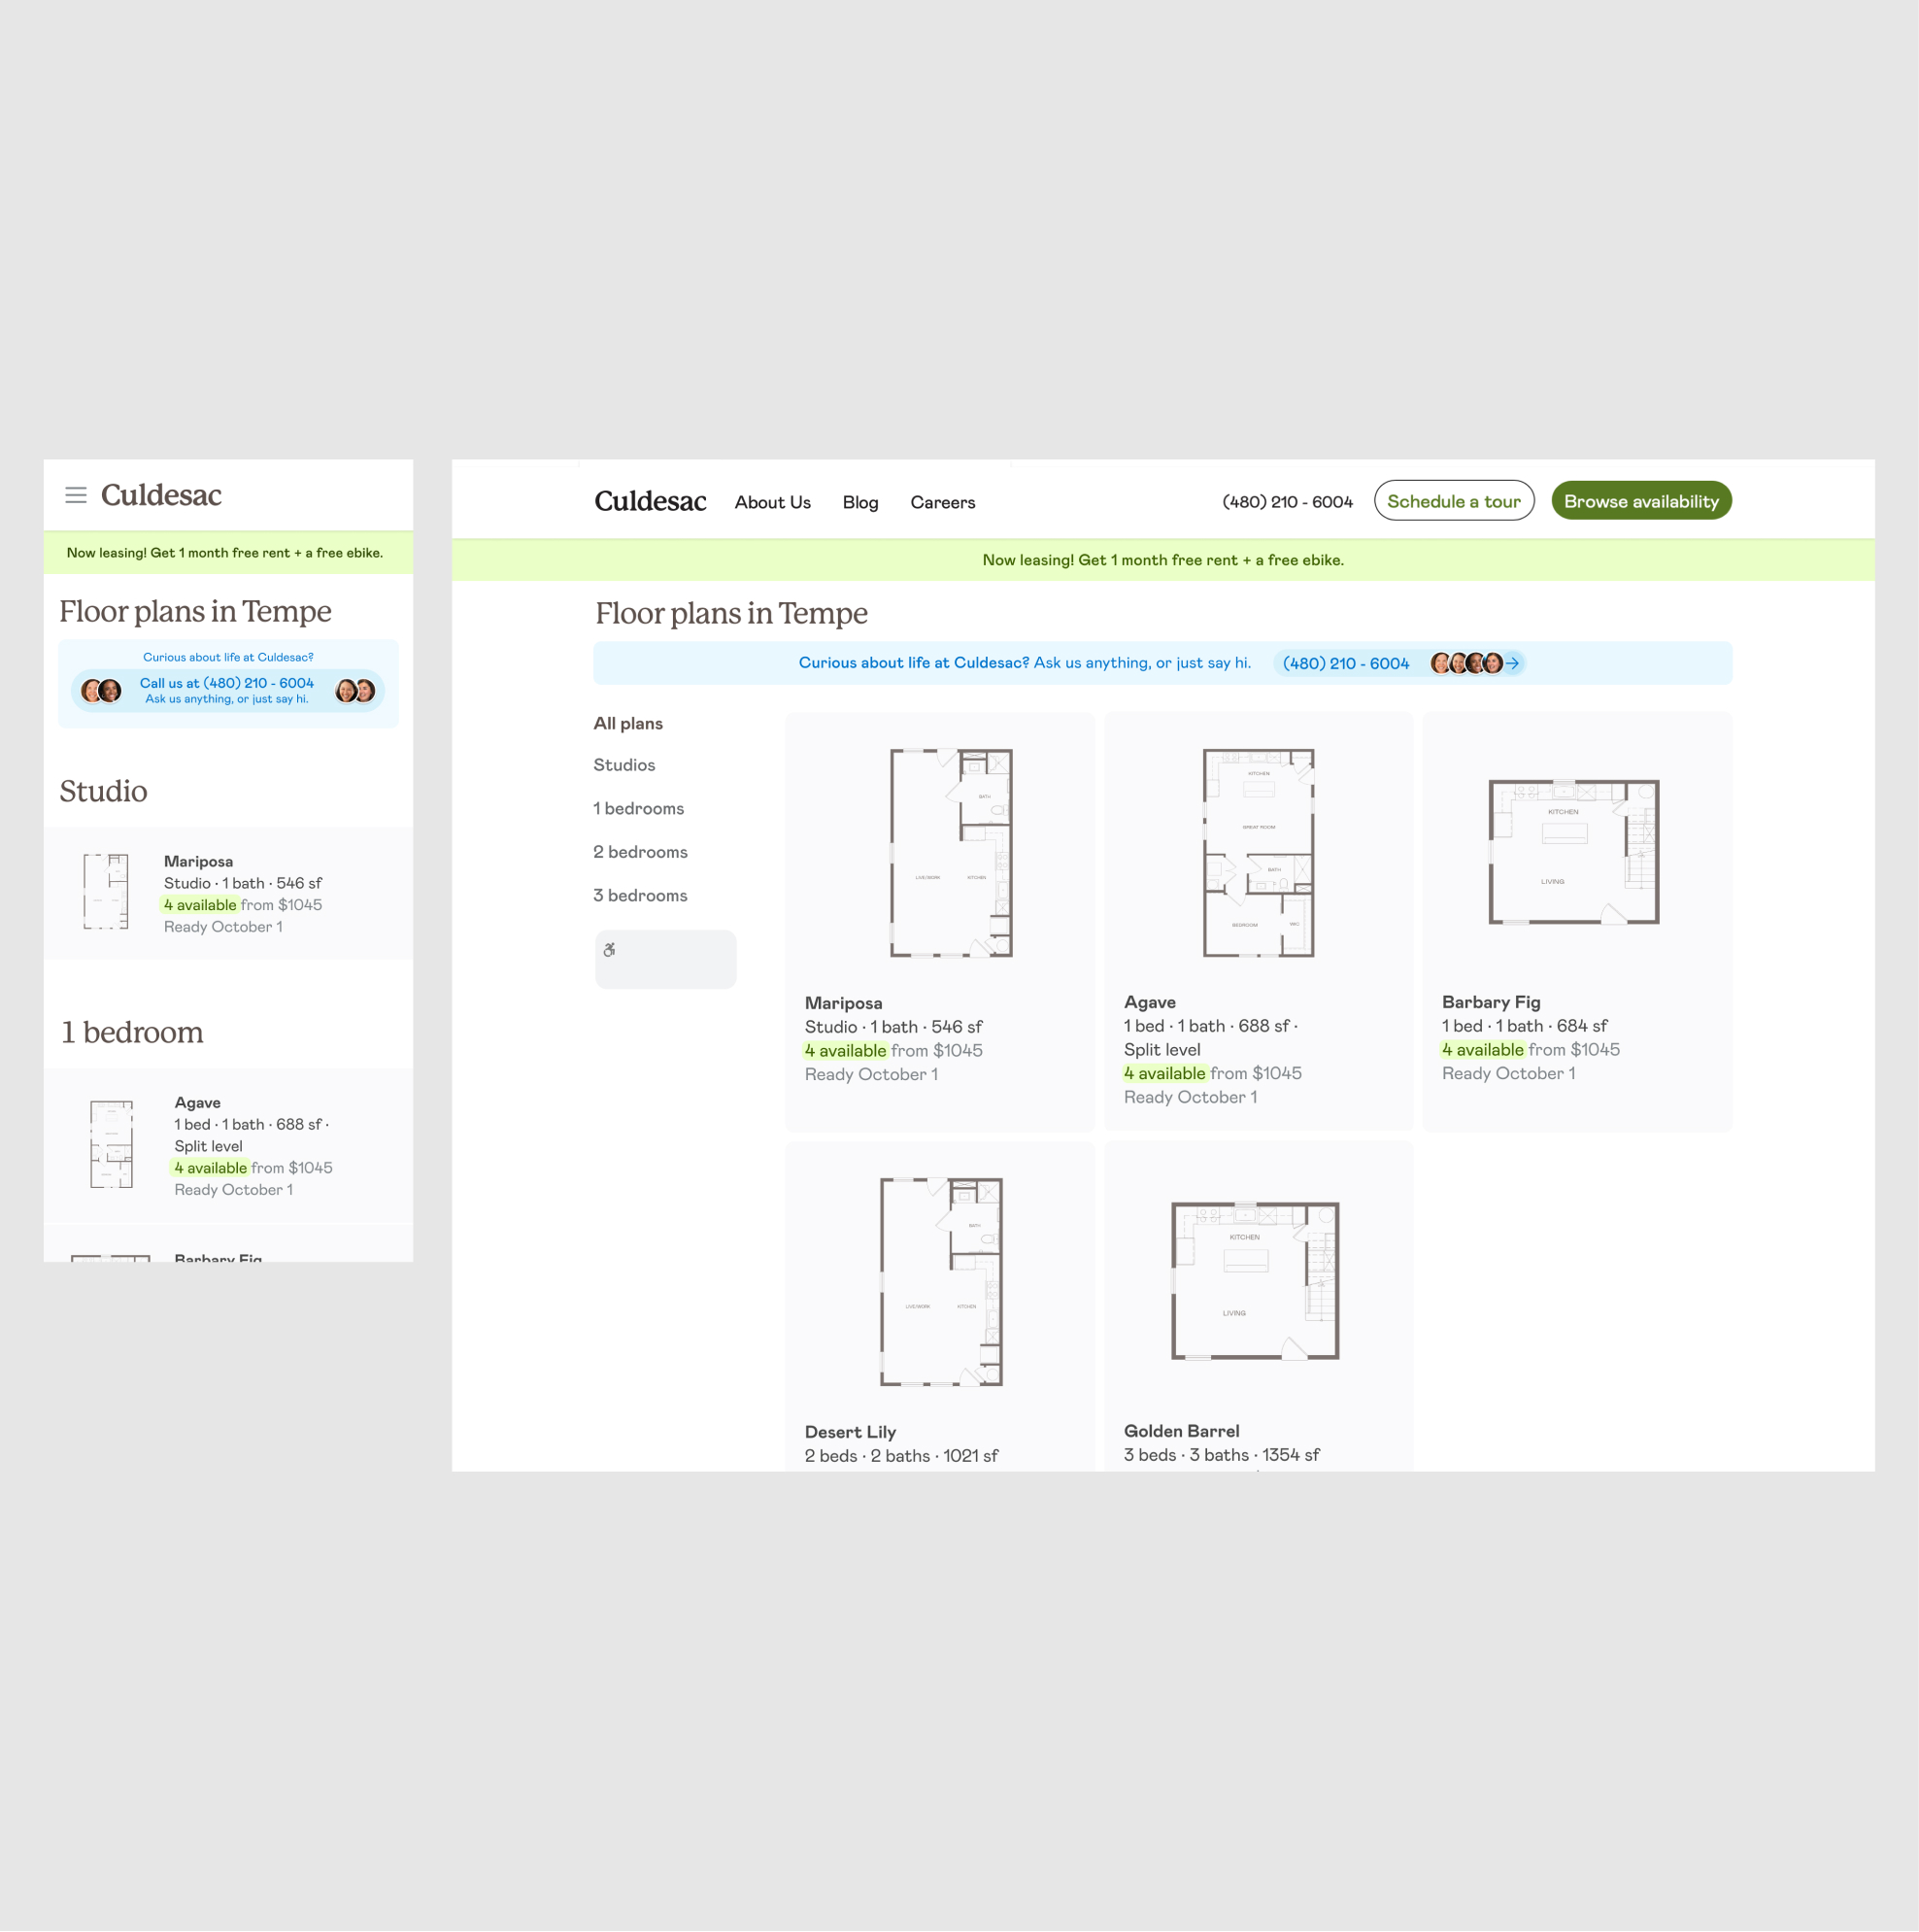 Culdesac
Now leasing! Get 1 month free rent + a free ebike.
Floor plans in Tempe
Curious about life at Culdesac?
Call us at (480) 210 - 6004
Ask us anything, or just say hi.
Studio
Mariposa
Studio · 1 bath · 546 sf
4 available from $1045
Ready October 1
1 bedroom
Agave
1 bed · 1 bath · 688 sf ·
Split level
4 available from $1045
Ready October 1
Barbary Fig
Culdesac About Us Blog Careers (480) 210 - 6004 Schedule a tour Browse availability
Now leasing! Get 1 month free rent + a free ebike.
Floor plans in Tempe
Curious about life at Culdesac? Ask us anything, or just say hi. (480) 210 - 6004
All plans
Studios
1 bedrooms
2 bedrooms
3 bedrooms
BATH
LIVE/WORK KITCHEN
Mariposa
Studio · 1 bath · 546 sf
4 available from $1045
Ready October 1
KITCHEN
GREAT ROOM
BATH
BEDROOM WIC
Agave
1 bed · 1 bath · 688 sf ·
Split level
4 available from $1045
Ready October 1
KITCHEN
LIVING
Barbary Fig
1 bed · 1 bath · 684 sf
4 available from $1045
Ready October 1
BATH
LIVE/WORK KITCHEN
Desert Lily
2 beds · 2 baths · 1021 sf
KITCHEN
LIVING
Golden Barrel
3 beds · 3 baths · 1354 sf